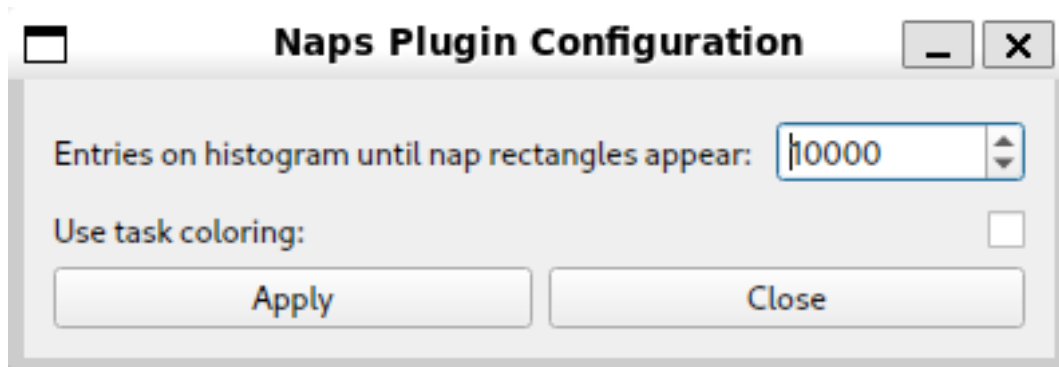 Naps Plugin Configuration
Entries on histogram until nap rectangles appear: 10000
Use task coloring:
Apply Close